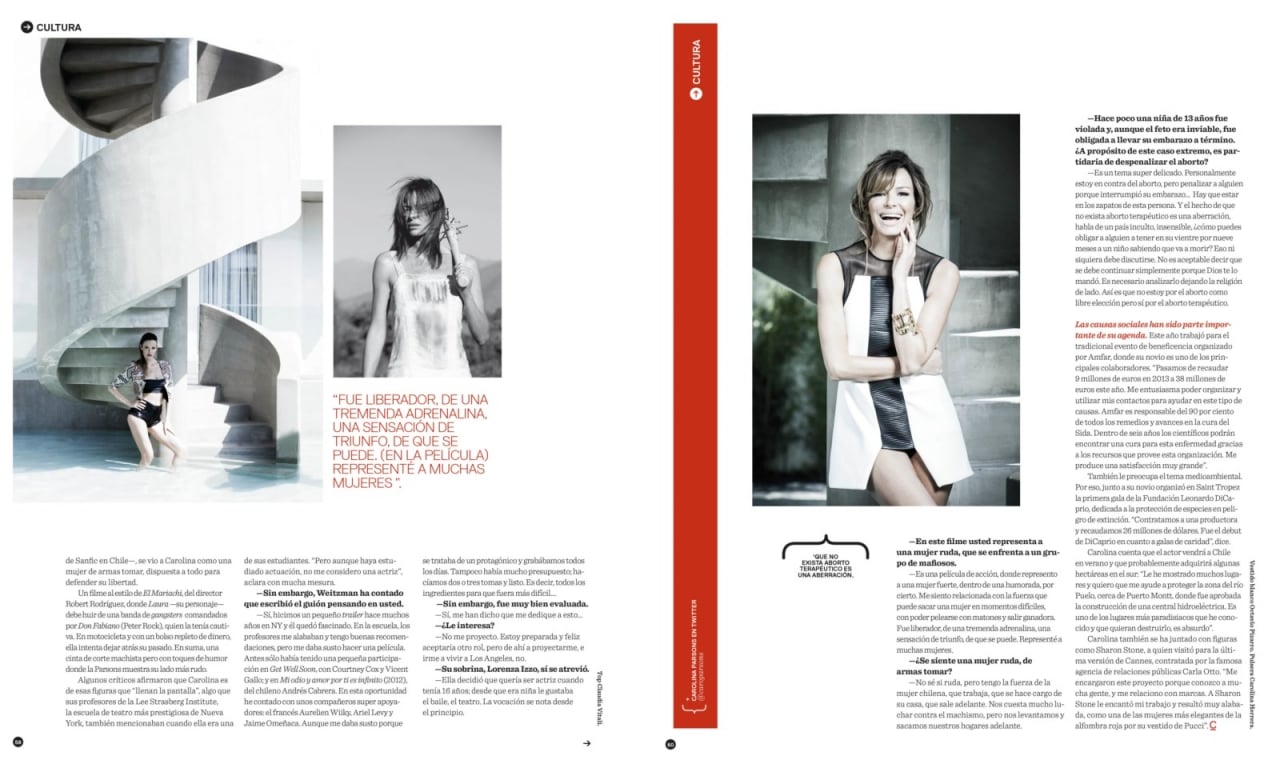 CULTURA
"FUE LIBERADOR, DE UNA
TREMENDA ADRENALINA,
UNA SENSACIÓN DE
TRIUNFO, DE QUE SE
PUEDE. (EN LA PELÍCULA)
REPRESENTÉ A MUCHAS
MUJERES ".
de Sanfic en Chile—, se vio a Carolina como una
mujer de armas tomar, dispuesta a todo para
defender su libertad.
Un filme al estilo de El Mariachi, del director
Robert Rodríguez, donde Laura —su personaje—
debe huir de una banda de gangsters comandados
por Don Fabiano (Peter Rock), quien la tenía cauti-
va. En motocicleta y con un bolso repleto de dinero,
ella intenta dejar atrás su pasado. En suma, una
cinta de corte machista pero con toques de humor
donde la Parsons muestra su lado más rudo.
Algunos críticos afirmaron que Carolina es
de esas figuras que "llenan la pantalla", algo que
sus profesores de la Lee Strasberg Institute,
la escuela de teatro más prestigiosa de Nueva
York, también mencionaban cuando ella era una
de sus estudiantes. "Pero aunque haya estu-
diado actuación, no me considero una actriz",
aclara con mucha mesura.
—Sin embargo, Weitzman ha contado
que escribió el guión pensando en usted.
—Sí, hicimos un pequeño trailer hace muchos
años en NY y él quedó fascinado. En la escuela, los
profesores me alababan y tengo buenas recomen-
daciones, pero me daba susto hacer una película.
Antes sólo había tenido una pequeña participa-
ción en Get Well Soon, con Courtney Cox y Vicent
Gallo; y en Mi odio y amor por ti es infinito (2012),
del chileno Andrés Cabrera. En esta oportunidad
he contado con unos compañeros super apoya-
dores: el francés Aurelien Wiik, Ariel Levy y
Jaime Omeñaca. Aunque me daba susto porque
se trataba de un protagónico y grabábamos todos
los días. Tampoco había mucho presupuesto; ha-
cíamos dos o tres tomas y listo. Es decir, todos los
ingredientes para que fuera más difícil...
—Sin embargo, fue muy bien evaluada.
—Sí, me han dicho que me dedique a esto...
—¿Le interesa?
—No me proyecto. Estoy preparada y feliz
aceptaría otro rol, pero de ahí a proyectarme, e
irme a vivir a Los Angeles, no.
—Su sobrina, Lorenza Izzo, sí se atrevió.
—Ella decidió que quería ser actriz cuando
tenía 16 años; desde que era niña le gustaba
el baile, el teatro. La vocación se nota desde
el principio.
Top Claudia Vitali.
58
CULTURA
CAROLINA PARSONS EN TWITTER
@caroparsons
60
"QUE NO
EXISTA ABORTO
TERAPÉUTICO ES
UNA ABERRACIÓN,
—En este filme usted representa a
una mujer ruda, que se enfrenta a un gru-
po de mafiosos.
—Es una película de acción, donde represento
a una mujer fuerte, dentro de una humorada, por
cierto. Me siento relacionada con la fuerza que
puede sacar una mujer en momentos difíciles,
con poder pelearse con matones y salir ganadora.
Fue liberador, de una tremenda adrenalina, una
sensación de triunfo, de que se puede. Representé a
muchas mujeres.
—¿Se siente una mujer ruda, de
armas tomar?
—No sé si ruda, pero tengo la fuerza de la
mujer chilena, que trabaja, que se hace cargo de
su casa, que sale adelante. Nos cuesta mucho lu-
char contra el machismo, pero nos levantamos y
sacamos nuestros hogares adelante.
—Hace poco una niña de 13 años fue
violada y, aunque el feto era inviable, fue
obligada a llevar su embarazo a término.
¿A propósito de este caso extremo, es par-
tidaria de despenalizar el aborto?
—Es un tema super delicado. Personalmente
estoy en contra del aborto, pero penalizar a alguien
porque interrumpió su embarazo... Hay que estar
en los zapatos de esta persona. Y el hecho de que
no exista aborto terapéutico es una aberración,
habla de un país inculto, insensible, ¿cómo puedes
obligar a alguien a tener en su vientre por nueve
meses a un niño sabiendo que va a morir? Eso ni
siquiera debe discutirse. No es aceptable decir que
se debe continuar simplemente porque Dios te lo
mandó. Es necesario analizarlo dejando la religión
de lado. Así es que no estoy por el aborto como
libre elección pero sí por el aborto terapéutico.
Las causas sociales han sido parte impor-
tante de su agenda. Este año trabajó para el
tradicional evento de beneficencia organizado
por Amfar, donde su novio es uno de los prin-
cipales colaboradores. "Pasamos de recaudar
9 millones de euros en 2013 a 38 millones de
euros este año. Me entusiasma poder organizar y
utilizar mis contactos para ayudar en este tipo de
causas. Amfar es responsable del 90 por ciento
de todos los remedios y avances en la cura del
Sida. Dentro de seis años los científicos podrán
encontrar una cura para esta enfermedad gracias
a los recursos que provee esta organización. Me
produce una satisfacción muy grande".
También le preocupa el tema medioambiental.
Por eso, junto a su novio organizó en Saint Tropez
la primera gala de la Fundación Leonardo DiCa-
prio, dedicada a la protección de especies en peli-
gro de extinción. "Contratamos a una productora
y recaudamos 26 millones de dólares. Fue el debut
de DiCaprio en cuanto a galas de caridad", dice.
Carolina cuenta que el actor vendrá a Chile
en verano y que probablemente adquirirá algunas
hectáreas en el sur: "Le he mostrado muchos luga-
res y quiero que me ayude a proteger la zona del río
Puelo, cerca de Puerto Montt, donde fue aprobada
la construcción de una central hidroeléctrica. Es
uno de los lugares más paradisíacos que he cono-
cido y que quieran destruirlo, es absurdo".
Carolina también se ha juntado con figuras
como Sharon Stone, a quien visitó para la últi-
ma versión de Cannes, contratada por la famosa
agencia de relaciones públicas Carla Otto. "Me
encargaron este proyecto porque conozco a mu-
cha gente, y me relaciono con marcas. A Sharon
Stone le encantó mi trabajo y resultó muy alaba-
da, como una de las mujeres más elegantes de la
alfombra roja por su vestido de Pucci". C
Vestido blanco Octavio Pizarro. Pulsera Carolina Herrera.